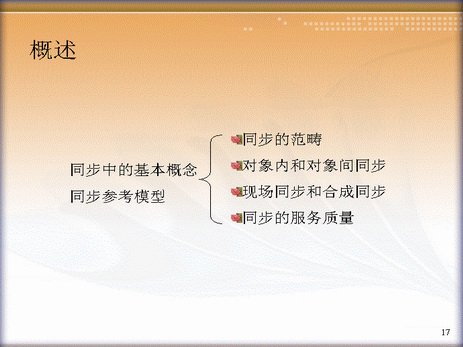 概述
同步中的基本概念
同步参考模型
同步的范畴
对象内和对象间同步
现场同步和合成同步
同步的服务质量
17